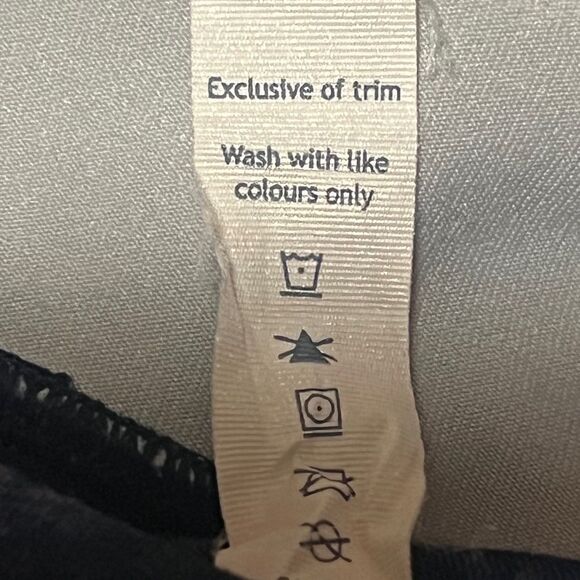 Exclusive of trim
Wash with like
colours only